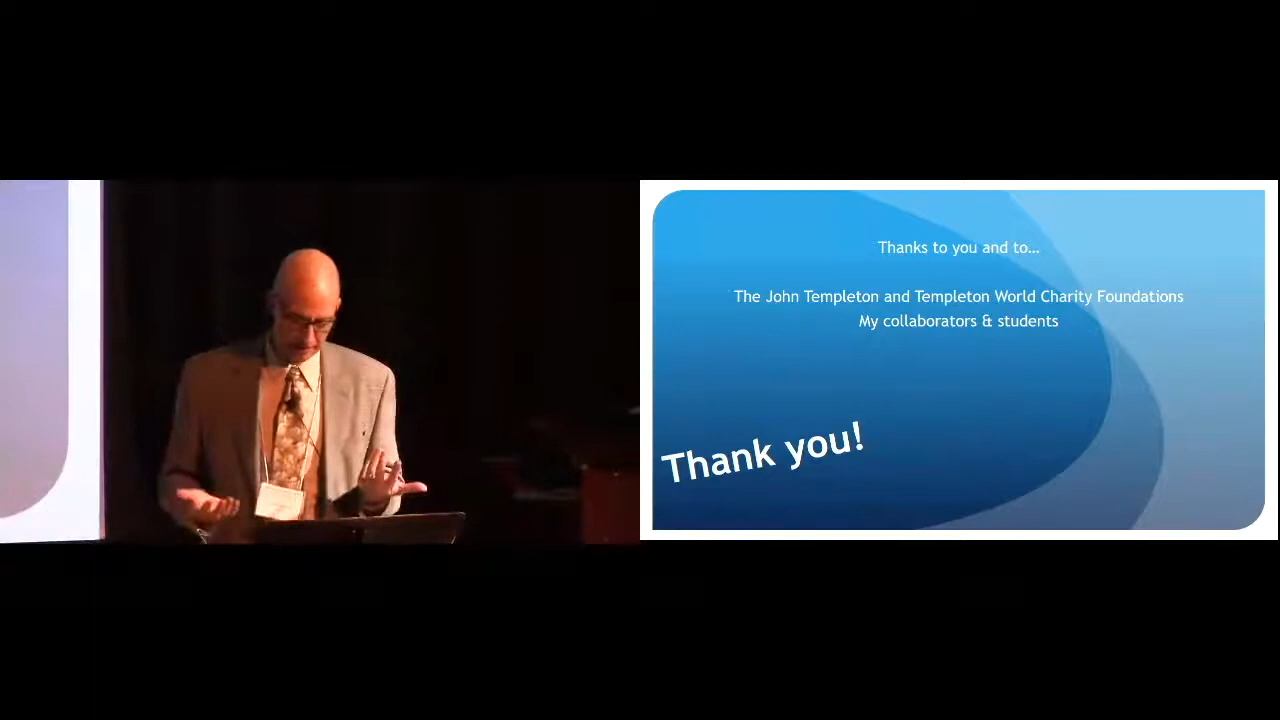 Thanks to you and to…
The John Templeton and Templeton World Charity Foundations
My collaborators & students
Thank you!